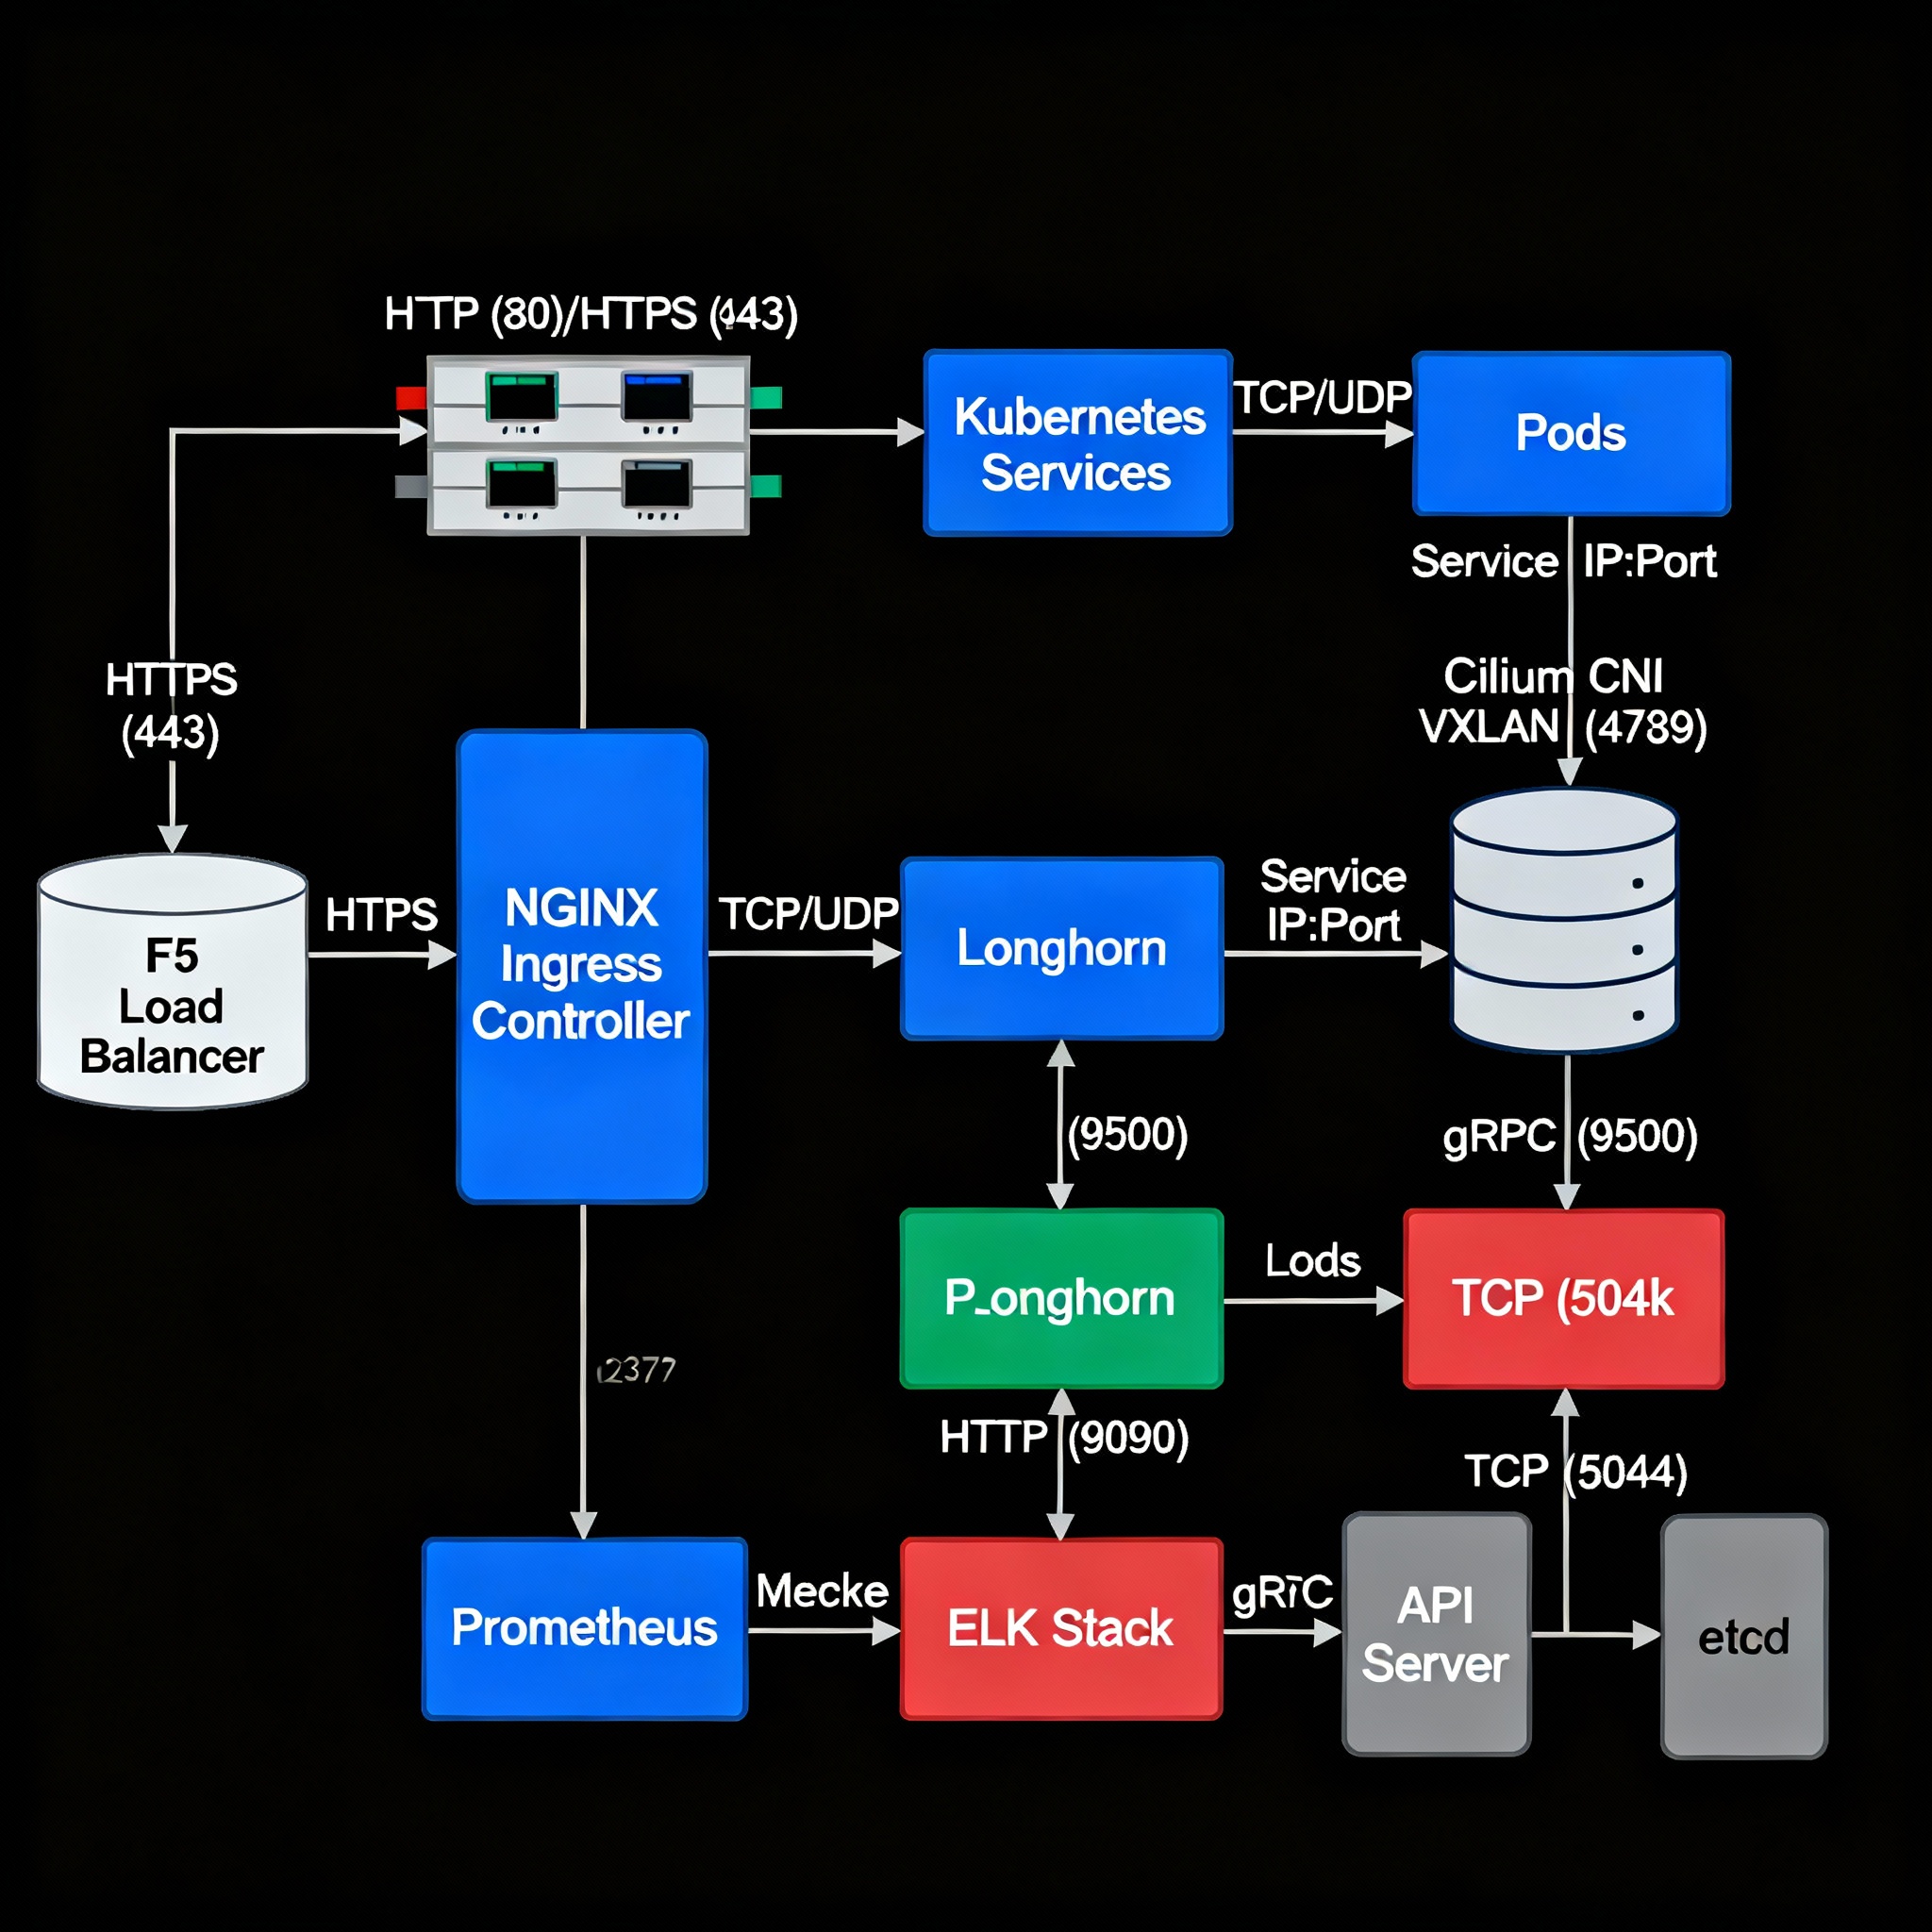 HTTP (80)/HTTPS (443)
Kubernetes
Services
TCP/UDP
Pods
Service IP:Port
HTTPS
(443)
Cilium CNI
VXLAN (4789)
F5
Load
Balancer
HTPS
NGINX
Ingress
Controller
TCP/UDP
Longhorn
Service
IP:Port
(9500)
gRPC (9500)
P_onghorn
Lods
TCP (504k
2377
HTTP (9090)
TCP (5044)
Prometheus
Mecke
ELK Stack
API
Server
etcd